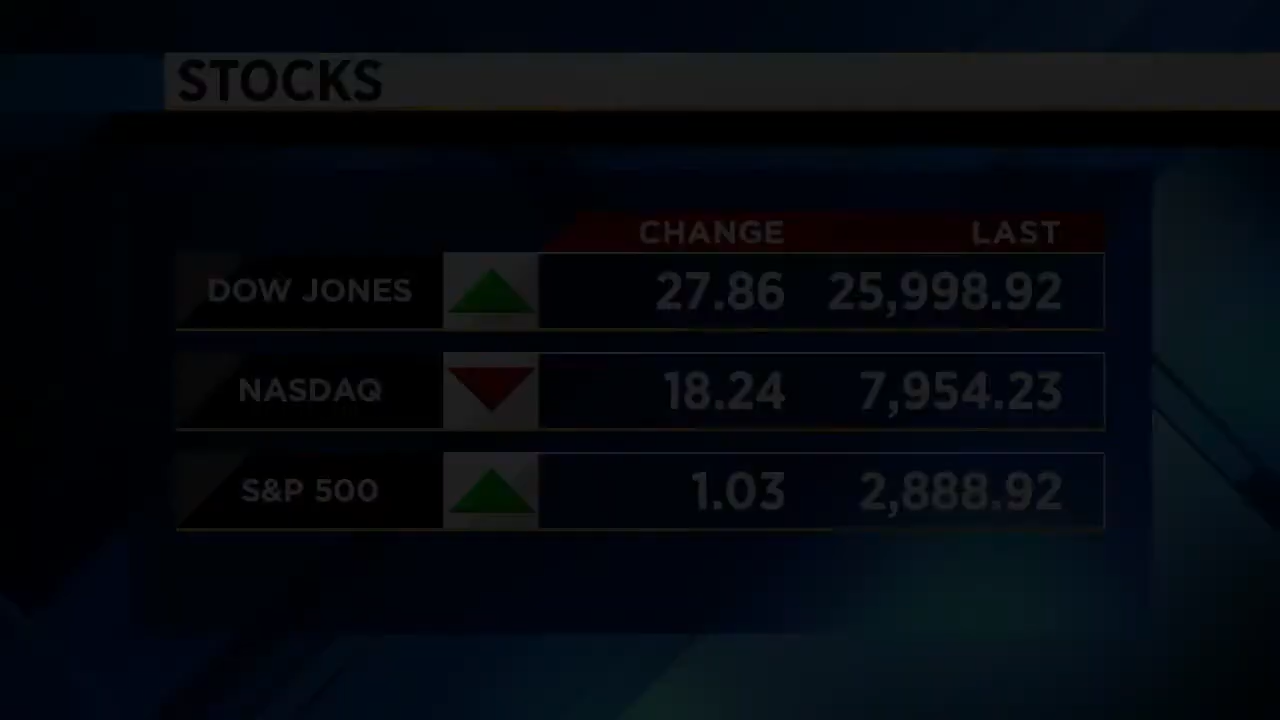 STOCKS
CHANGE LAST
DOW JONES 27.86 25,998.92
NASDAQ 18.24 7,954.23
S&P 500 1.03 2,888.92